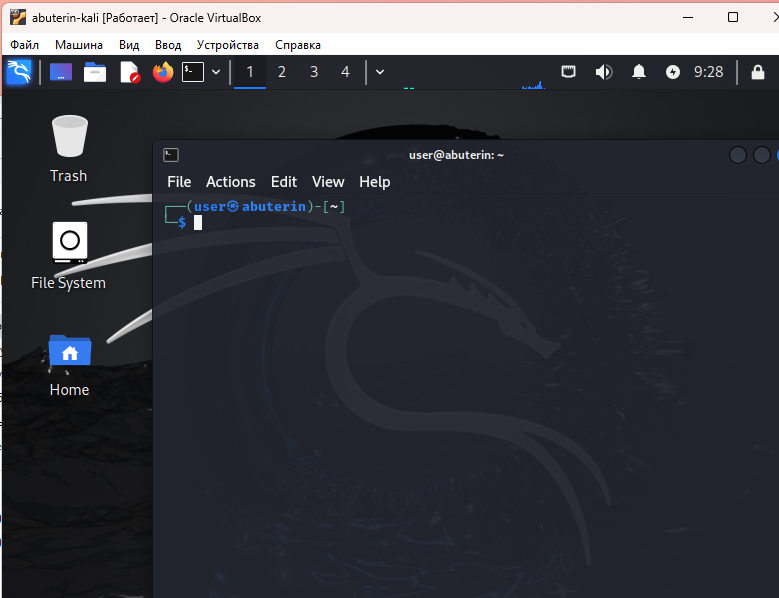 abuterin-kali [Работает] - Oracle VirtualBox
Файл Машина Вид Ввод Устройства Справка
1 2 3 4 9:28
Trash
user@abuterin: ~
File Actions Edit View Help
┌──(user㉿abuterin)-[~]
└─$
File System
Home